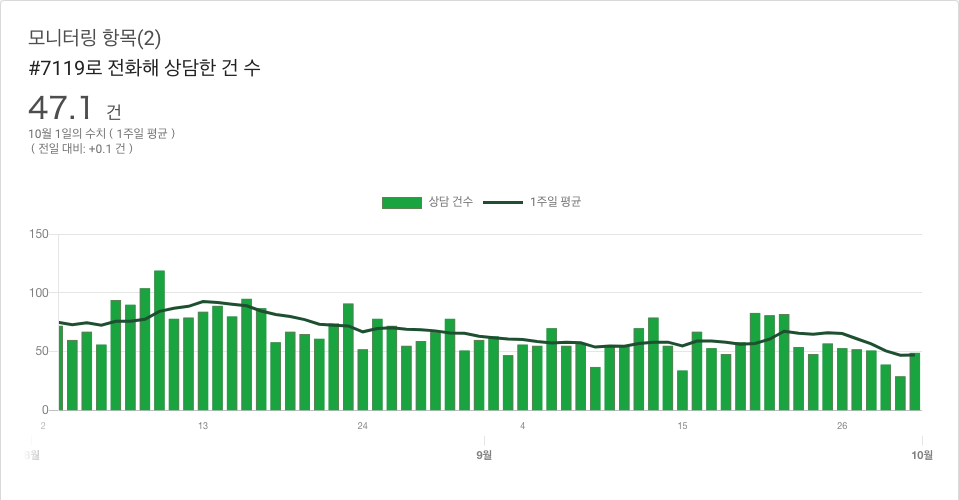 모니터링 항목(2)
#7119로 전화해 상담한 건 수
47.1 건
10월 1일의 수치 ( 1주일 평균 )
( 전일 대비: +0.1 건 )
상담 건수 1주일 평균
150
100
50
0
2 13 24 4 15 26
8월 9월 10월